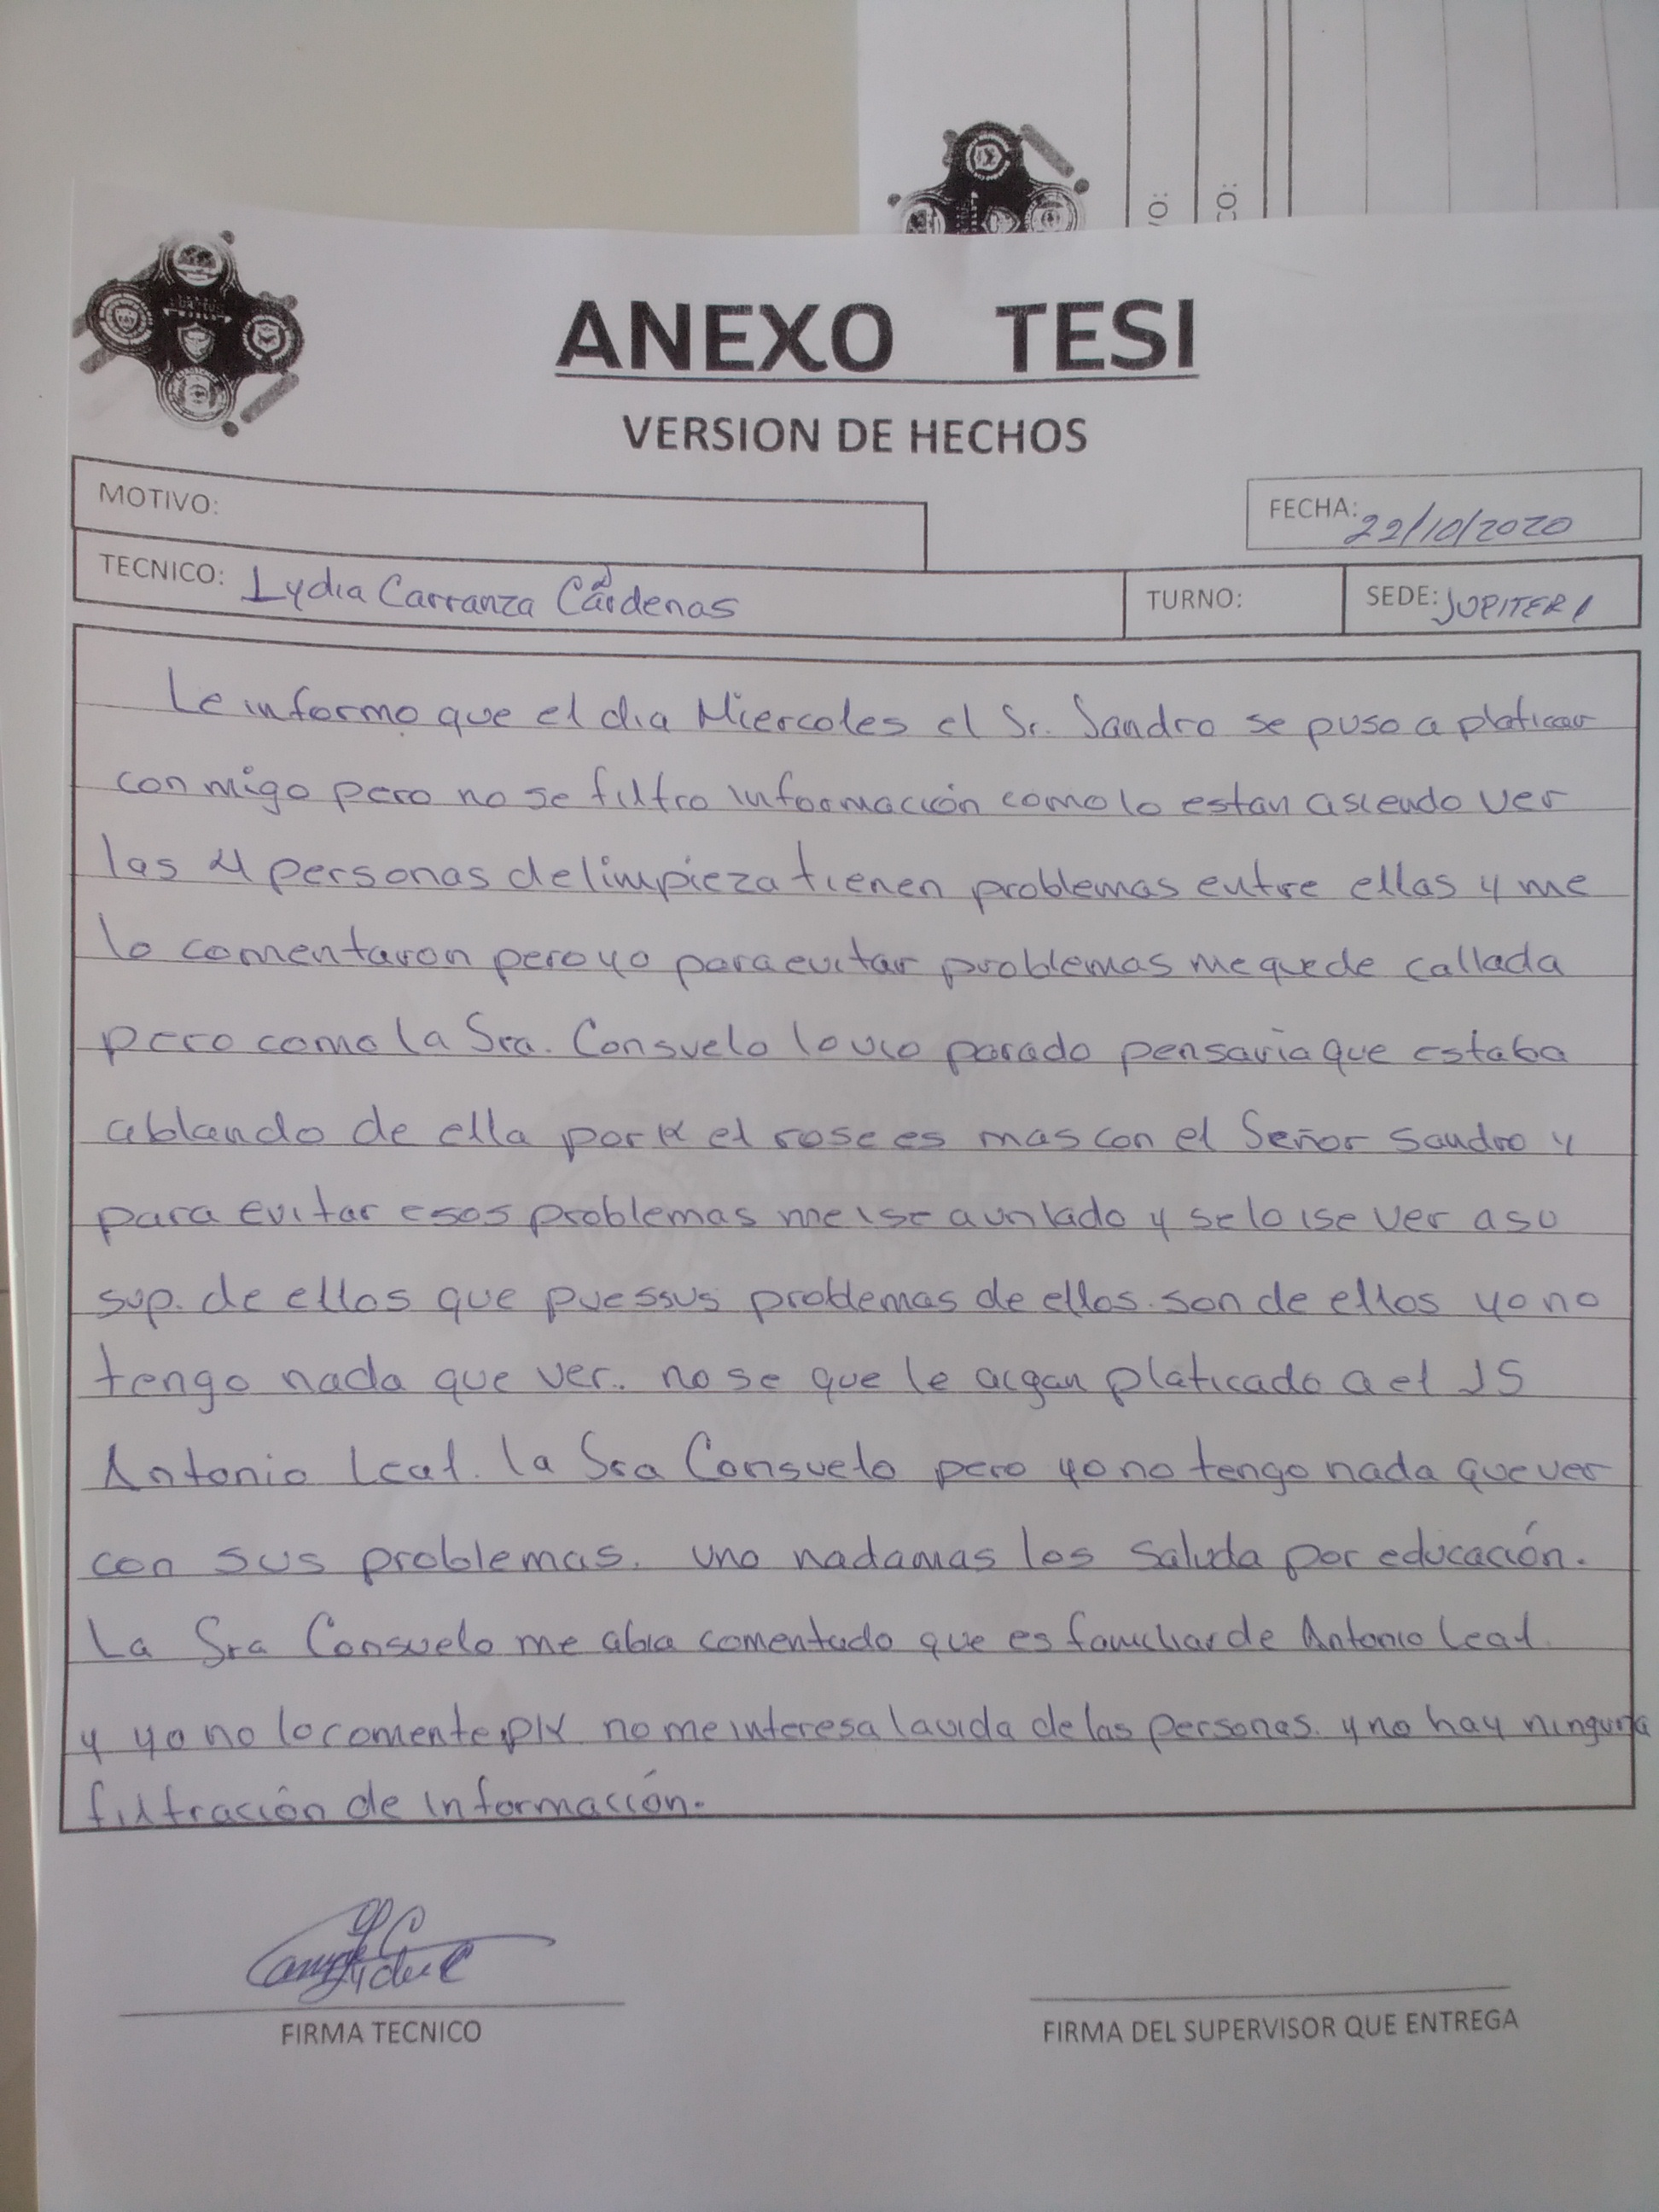 ANEXO TESI
VERSION DE HECHOS
MOTIVO:
FECHA: 22/10/2020
TECNICO: Lydia Carranza Cárdenas
TURNO:
SEDE: JUPITER 1
Le informo que el dia Miercoles el Sr. Sandro se puso a platicar
con migo pero no se filtro información como lo estan asiendo ver
las 4 personas de limpieza tienen problemas entre ellas y me
lo comentaron pero yo para evitar problemas me quede callada
pero como la Sra. Consuelo lo vio parado pensaria que estaba
ablando de ella por K el rose es mas con el Señor Sandro y
para evitar esos problemas me ise a un lado y se lo ise ver a su
sup. de ellos que pues sus problemas de ellos son de ellos yo no
tengo nada que ver. no se que le aigan platicado a el JS
Antonio Leal. la Sra Consuelo pero yo no tengo nada que ver
con sus problemas. uno nadamas los saluda por educación.
La Sra Consuelo me abia comentado que es familiar de Antonio Leal
y yo no lo comente pK no me interesa la vida de las personas. y no hay ninguna
filtración de información.
FIRMA TECNICO
FIRMA DEL SUPERVISOR QUE ENTREGA